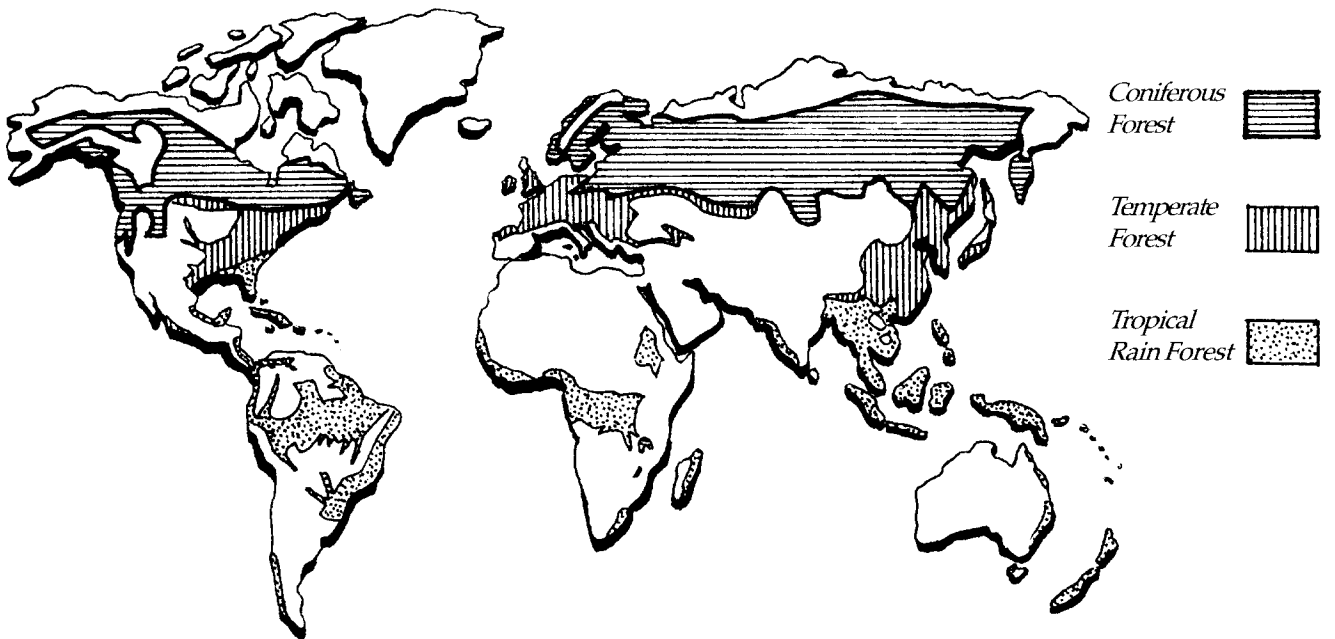 Coniferous
Forest
Temperate
Forest
Tropical
Rain Forest